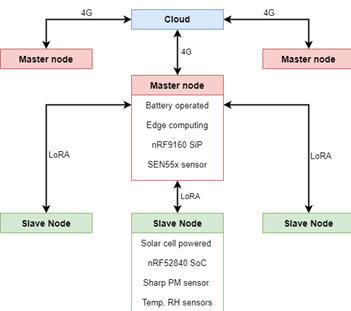 4G
Cloud
4G
4G
Master node
Master node
Master node
Battery operated
Edge computing
nRF9160 SiP
SEN55x sensor
LoRA
LoRA
LoRA
Slave Node
Slave Node
Slave Node
Solar cell powered
nRF52840 SoC
Sharp PM sensor
Temp, RH sensors